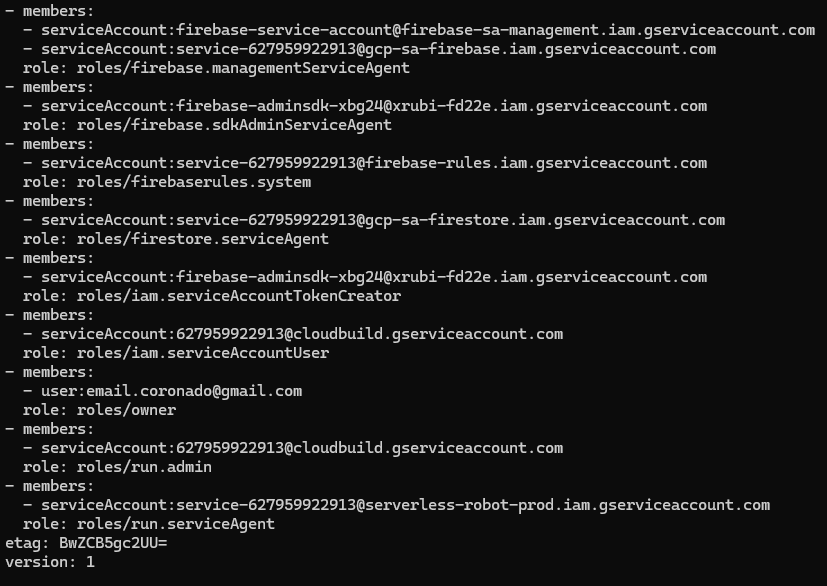 - members:
  - serviceAccount:firebase-service-account@firebase-sa-management.iam.gserviceaccount.com
  - serviceAccount:service-627959922913@gcp-sa-firebase.iam.gserviceaccount.com
  role: roles/firebase.managementServiceAgent
- members:
  - serviceAccount:firebase-adminsdk-xbg24@xrubi-fd22e.iam.gserviceaccount.com
  role: roles/firebase.sdkAdminServiceAgent
- members:
  - serviceAccount:service-627959922913@firebase-rules.iam.gserviceaccount.com
  role: roles/firebaserules.system
- members:
  - serviceAccount:service-627959922913@gcp-sa-firestore.iam.gserviceaccount.com
  role: roles/firestore.serviceAgent
- members:
  - serviceAccount:firebase-adminsdk-xbg24@xrubi-fd22e.iam.gserviceaccount.com
  role: roles/iam.serviceAccountTokenCreator
- members:
  - serviceAccount:627959922913@cloudbuild.gserviceaccount.com
  role: roles/iam.serviceAccountUser
- members:
  - user:email.coronado@gmail.com
  role: roles/owner
- members:
  - serviceAccount:627959922913@cloudbuild.gserviceaccount.com
  role: roles/run.admin
- members:
  - serviceAccount:service-627959922913@serverless-robot-prod.iam.gserviceaccount.com
  role: roles/run.serviceAgent
etag: BwZCB5gc2UU=
version: 1